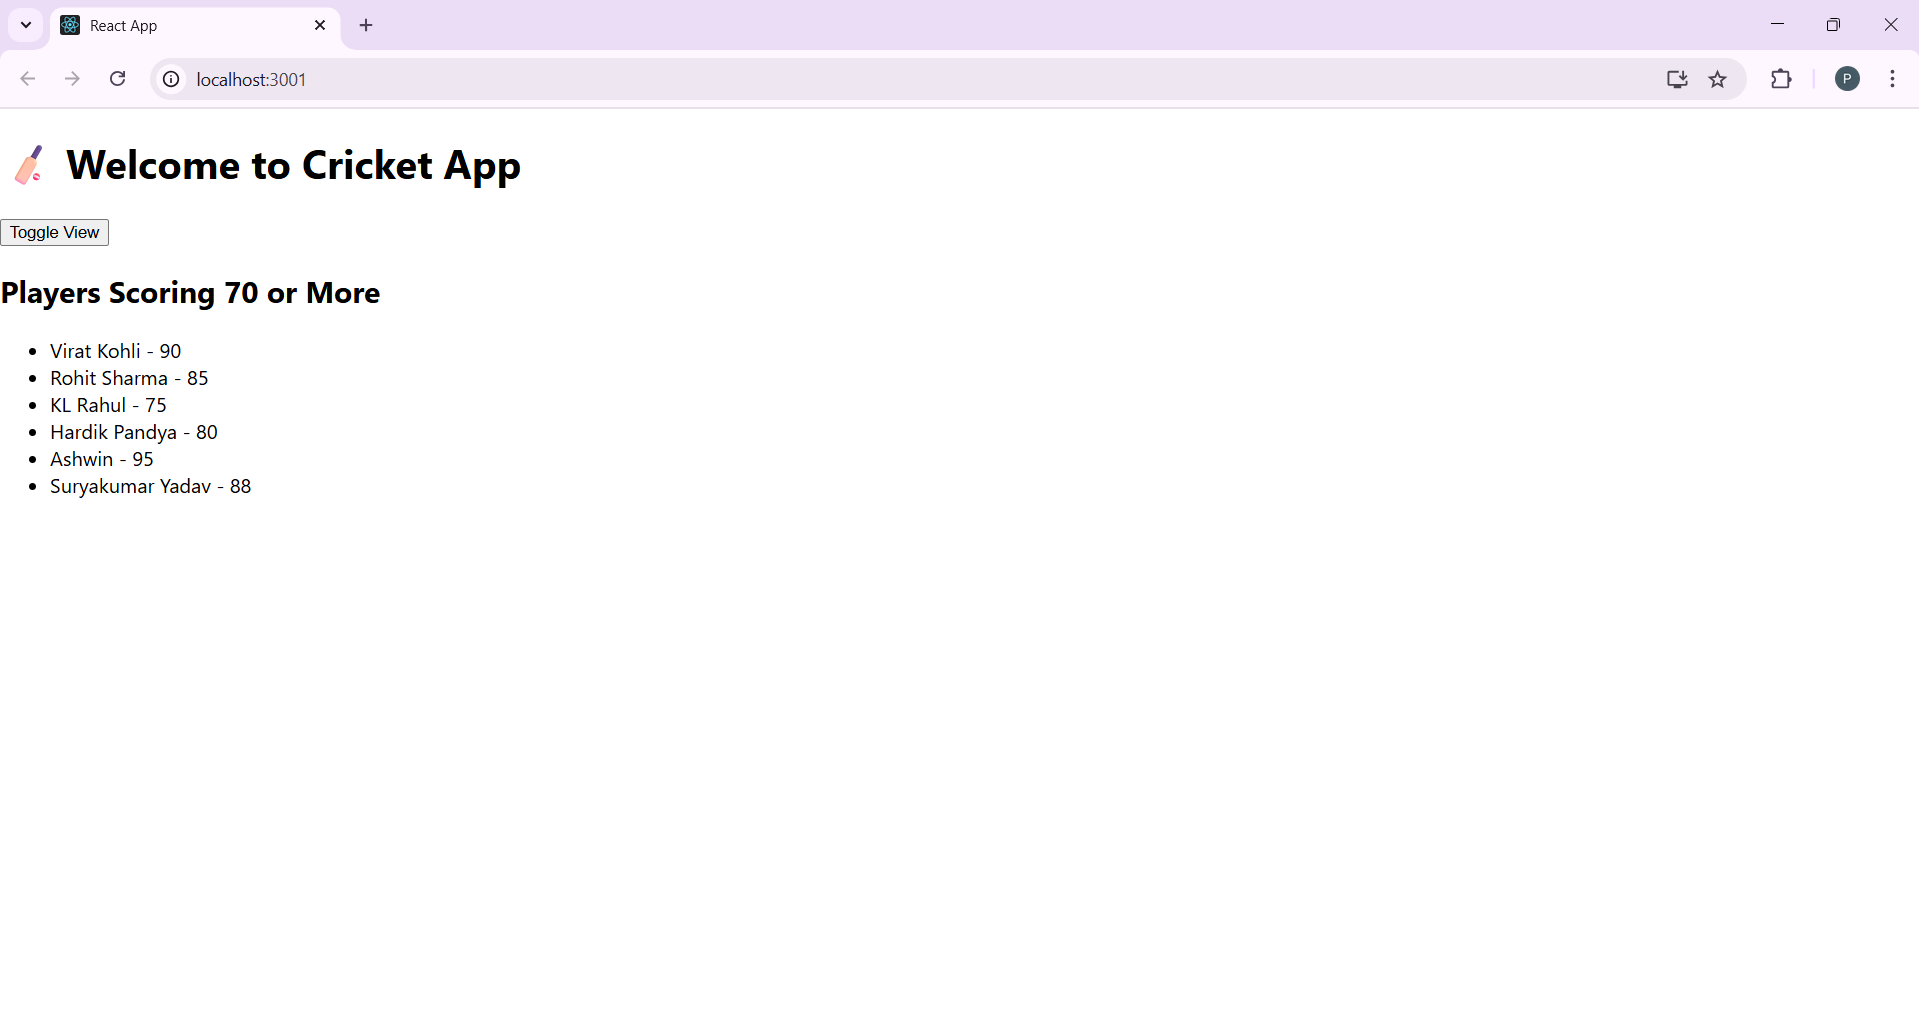 React App
localhost:3001
P
🏏 Welcome to Cricket App
Toggle View
Players Scoring 70 or More
• Virat Kohli - 90
• Rohit Sharma - 85
• KL Rahul - 75
• Hardik Pandya - 80
• Ashwin - 95
• Suryakumar Yadav - 88